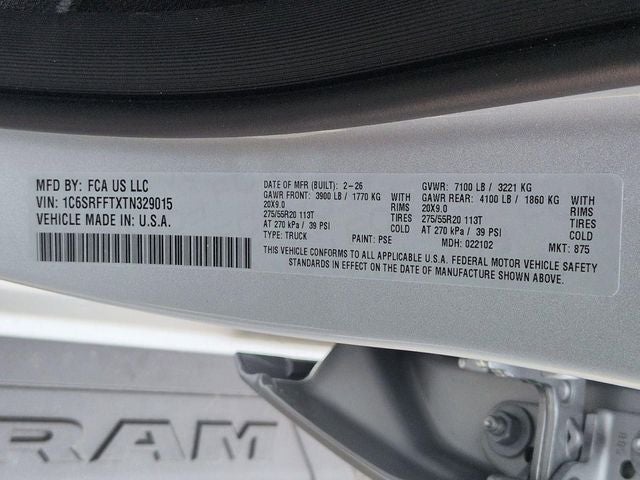 MFD BY: FCA US LLC
VIN: 1C6SRFFTXTN329015
VEHICLE MADE IN: U.S.A.
DATE OF MFR (BUILT): 2-26
GAWR FRONT: 3900 LB / 1770 KG WITH
20X9.0 RIMS
275/55R20 113T TIRES
AT 270 kPa / 39 PSI COLD
TYPE: TRUCK PAINT: PSE
GVWR: 7100 LB / 3221 KG
GAWR REAR: 4100 LB / 1860 KG WITH
20X9.0 RIMS
275/55R20 113T TIRES
AT 270 kPa / 39 PSI COLD
MDH: 022102 MKT: 875
THIS VEHICLE CONFORMS TO ALL APPLICABLE U.S.A. FEDERAL MOTOR VEHICLE SAFETY
STANDARDS IN EFFECT ON THE DATE OF MANUFACTURE SHOWN ABOVE.
RAM